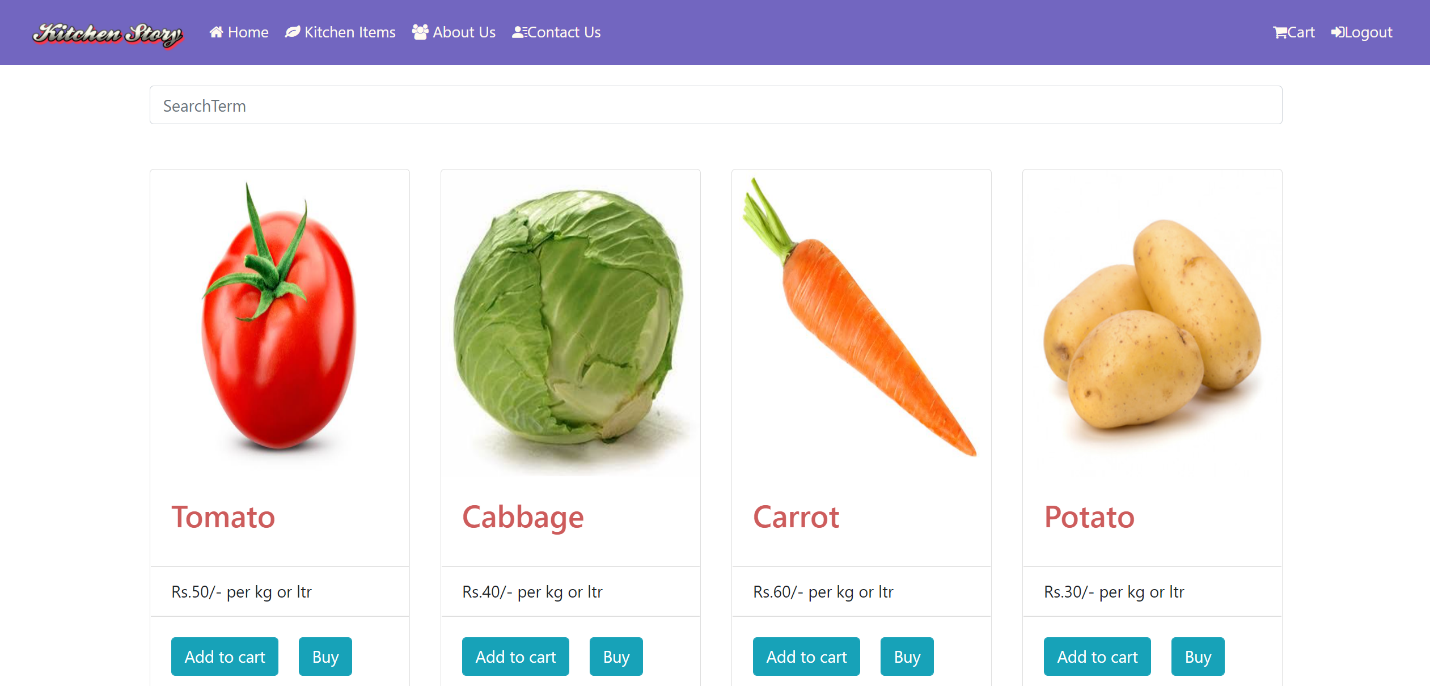 Kitchen Story Home Kitchen Items About Us Contact Us Cart Logout
SearchTerm
Tomato Cabbage Carrot Potato
Rs.50/- per kg or ltr Rs.40/- per kg or ltr Rs.60/- per kg or ltr Rs.30/- per kg or ltr
Add to cart Buy Add to cart Buy Add to cart Buy Add to cart Buy